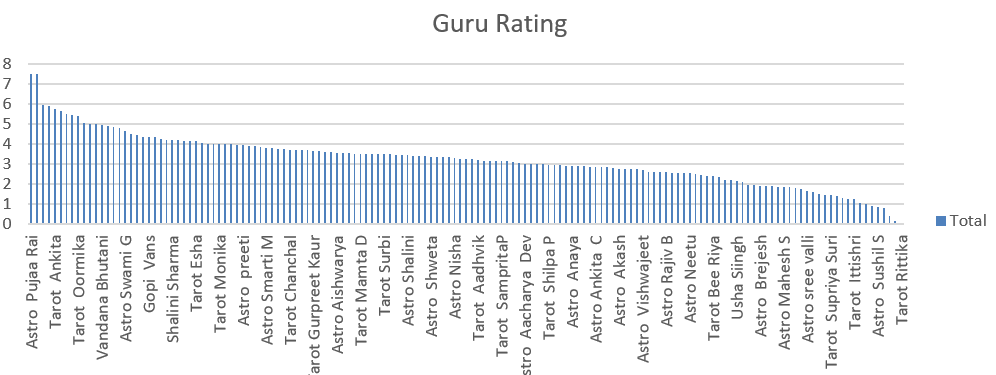 Guru Rating
8
7
6
5
4
3
2
1
0
Astro Pujaa Rai
Tarot Ankita
Tarot Oormika
Vandana Bhutani
Astro Swami G
Gopi Vans
Shalini Sharma
Tarot Esha
Tarot Monika
Astro preeti
Astro Smarti M
Tarot Chanchal
Tarot Gurpreet Kaur
Astro Aishwarya
Tarot Mamta D
Tarot Surbi
Astro Shalini
Astro Shweta
Astro Nisha
Tarot Aadhvik
Tarot SampritaP
Astro Aacharya Dev
Tarot Shilpa P
Astro Anaya
Astro Ankita C
Astro Akash
Astro Vishwajeet
Astro Rajiv B
Astro Neetu
Tarot Bee Riya
Usha Siingh
Astro Brejesh
Astro Mahesh S
Astro sree valli
Tarot Supriya Suri
Tarot Ittishri
Astro Sushil S
Tarot Rittika
Total